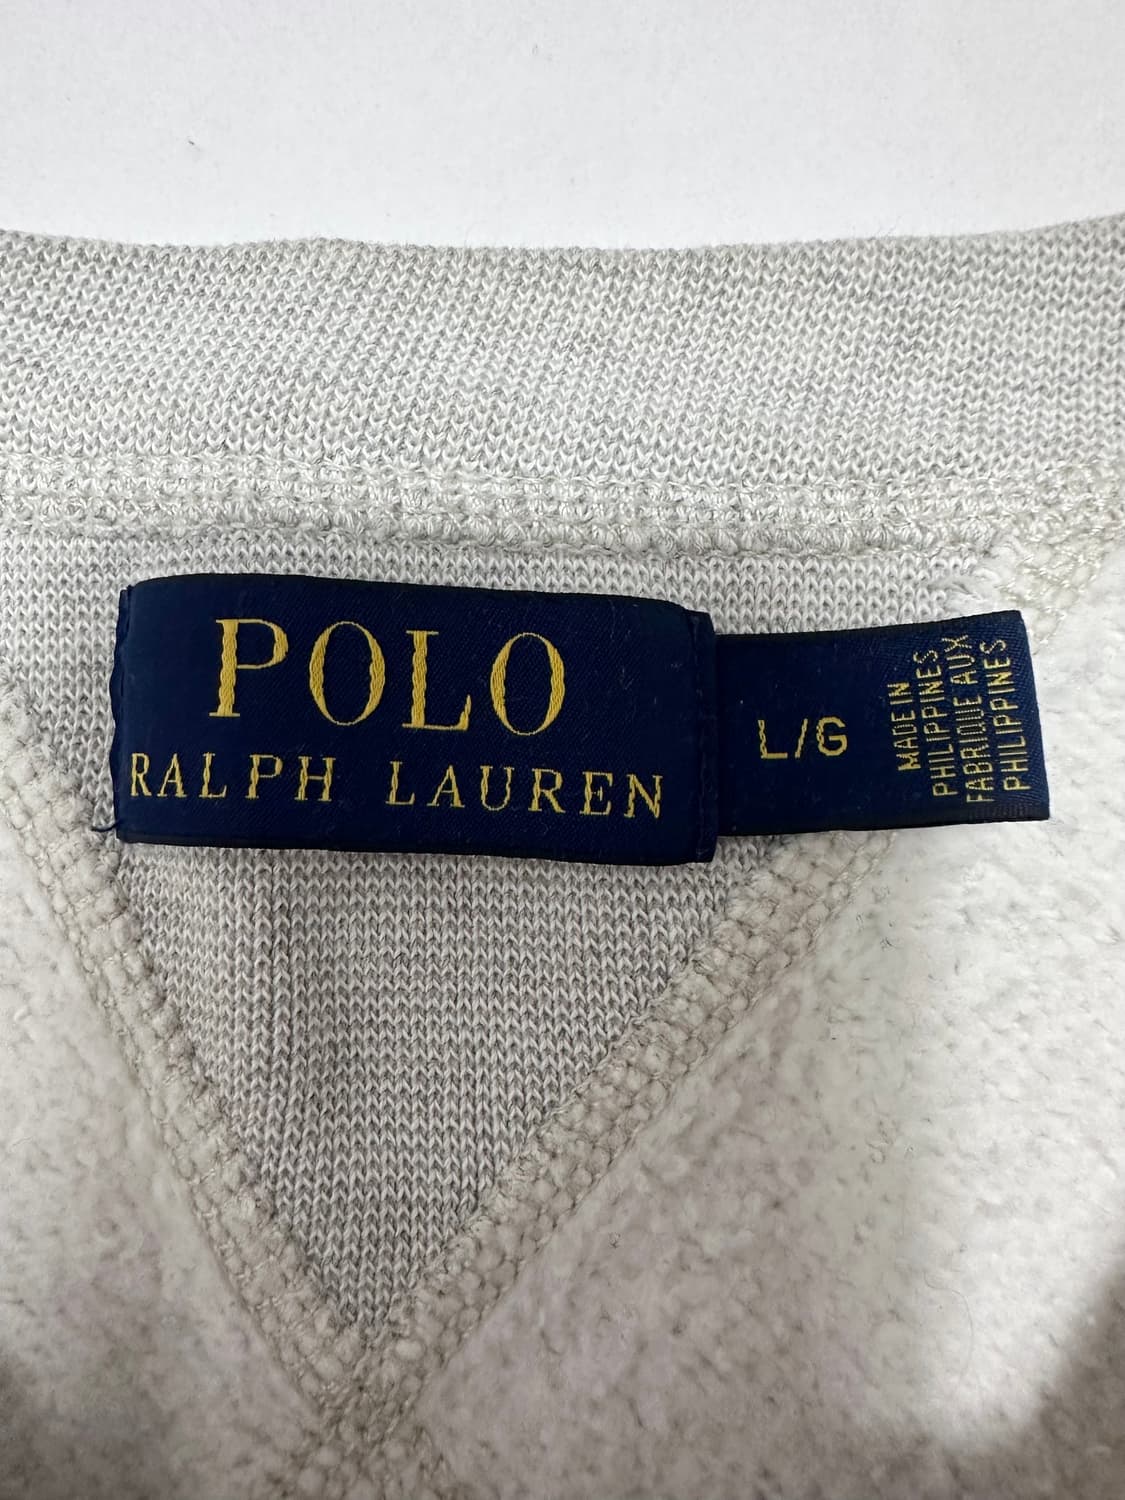 POLO
RALPH LAUREN
L/G
MADE IN
PHILIPPINES
FABRIQUE AUX
PHILIPPINES